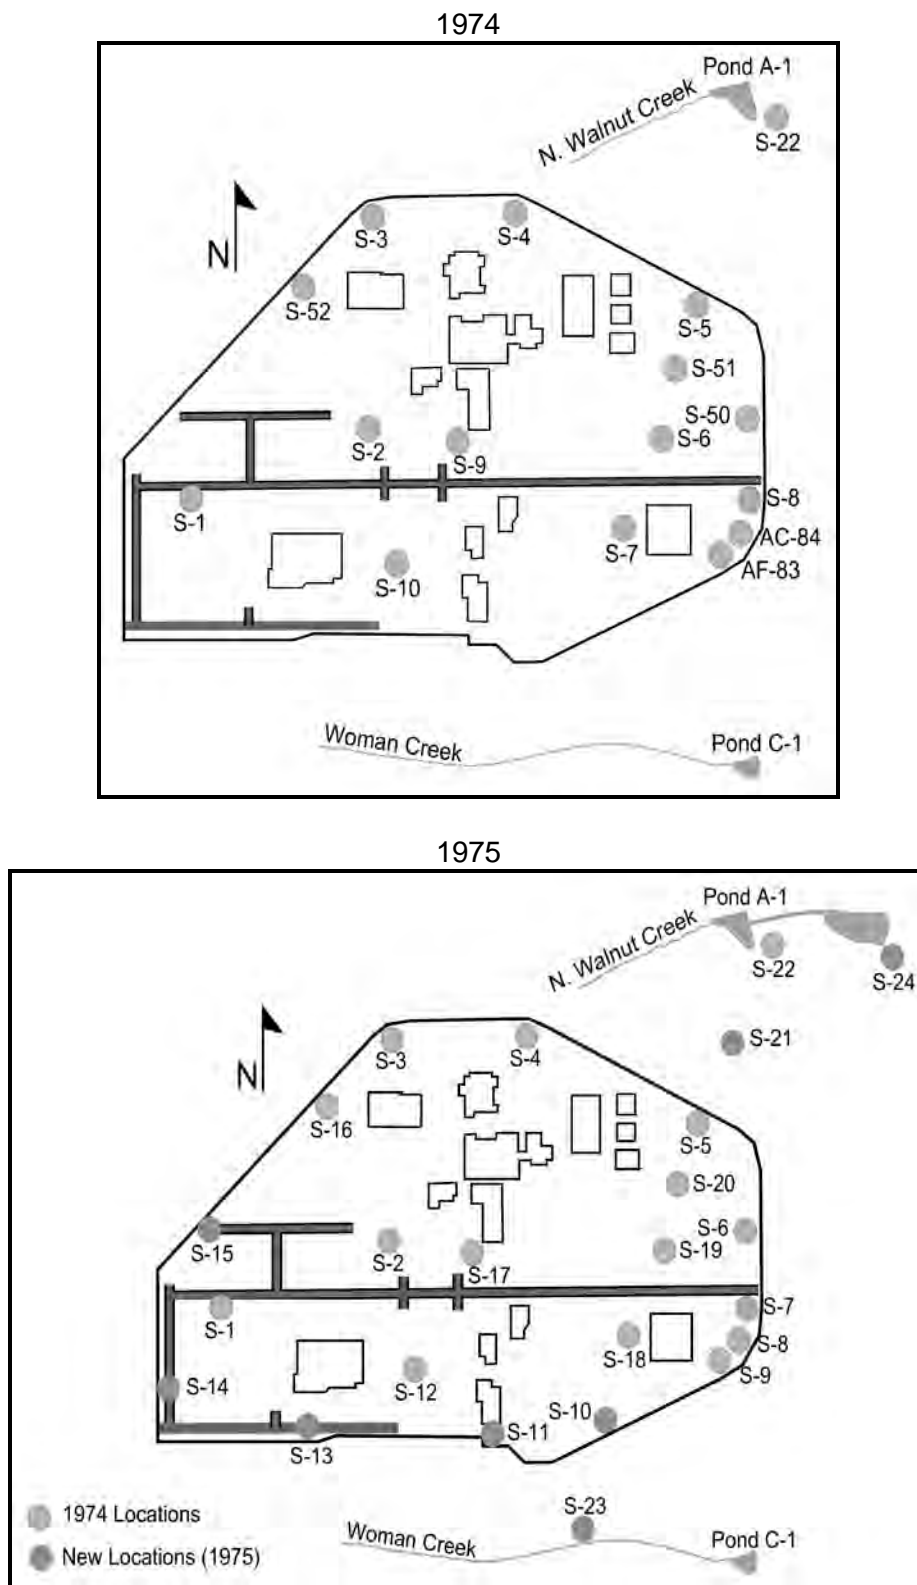 1974
Pond A-1
N. Walnut Creek
S-22
N
S-3
S-4
S-52
S-5
S-51
S-50
S-2
S-9
S-6
S-1
S-8
S-7
AC-84
S-10
AF-83
Woman Creek
Pond C-1
1975
Pond A-1
N. Walnut Creek
S-22
S-24
S-21
N
S-3
S-4
S-16
S-5
S-20
S-15
S-2
S-17
S-6
S-19
S-1
S-7
S-18
S-8
S-14
S-12
S-9
S-10
S-13
S-11
1974 Locations
New Locations (1975)
S-23
Woman Creek
Pond C-1